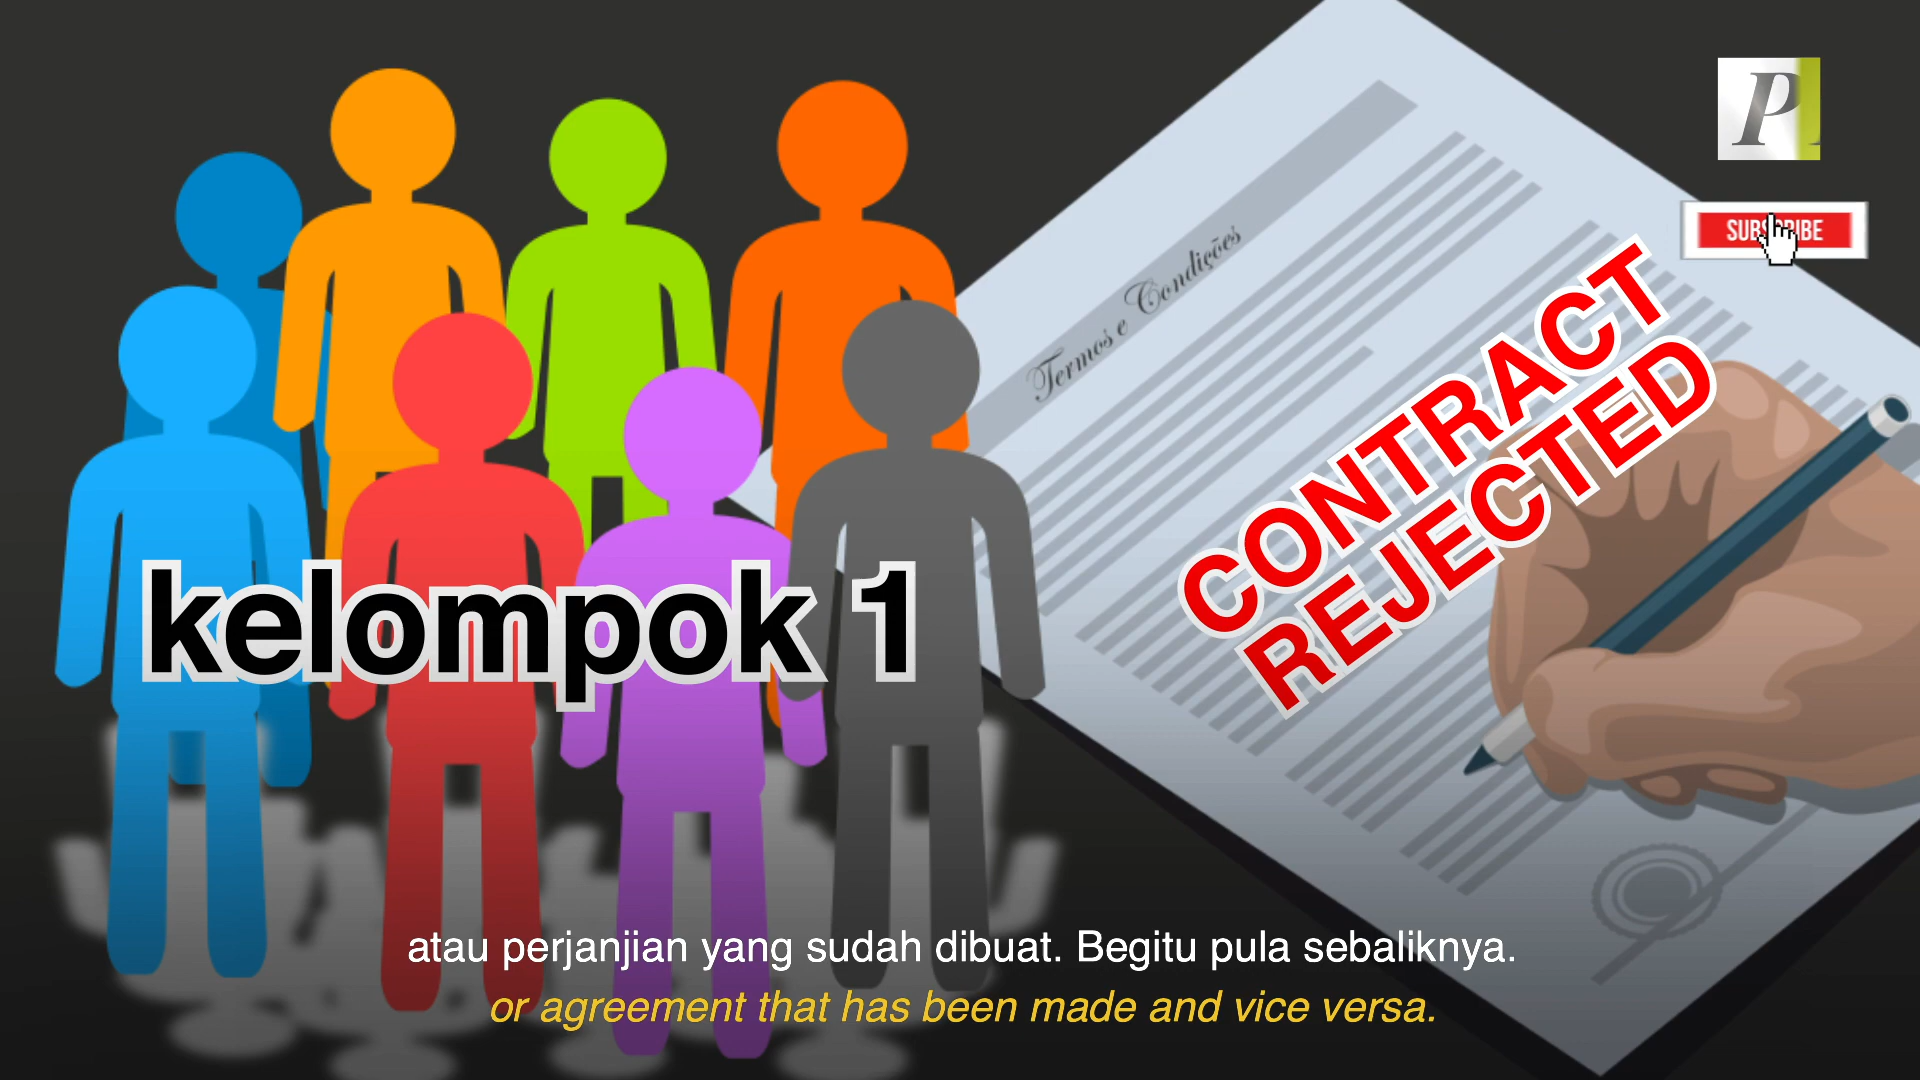 P
SUBSCRIBE
Termos e Condições
CONTRACT
REJECTED
kelompok 1
atau perjanjian yang sudah dibuat. Begitu pula sebaliknya.
or agreement that has been made and vice versa.